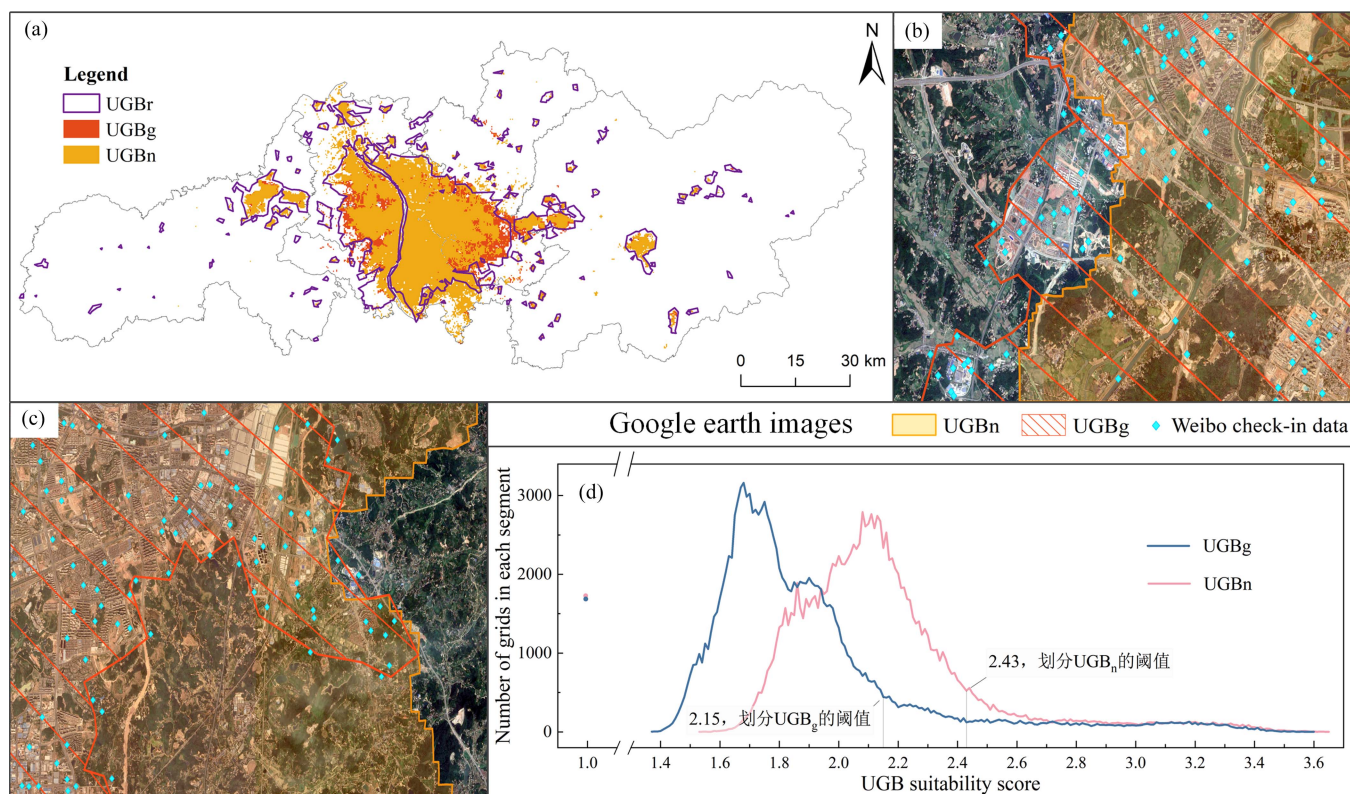 (a)
N
Legend
UGBr
UGBg
UGBn
0 15 30 km
(b)
(c)
Google earth images
UGBn
UGBg
Weibo check-in data
(d)
3000
2000
1000
0
Number of grids in each segment
UGBg
UGBn
2.43，划分UGBn的阈值
2.15，划分UGBg的阈值
1.0 1.4 1.6 1.8 2.0 2.2 2.4 2.6 2.8 3.0 3.2 3.4 3.6
UGB suitability score